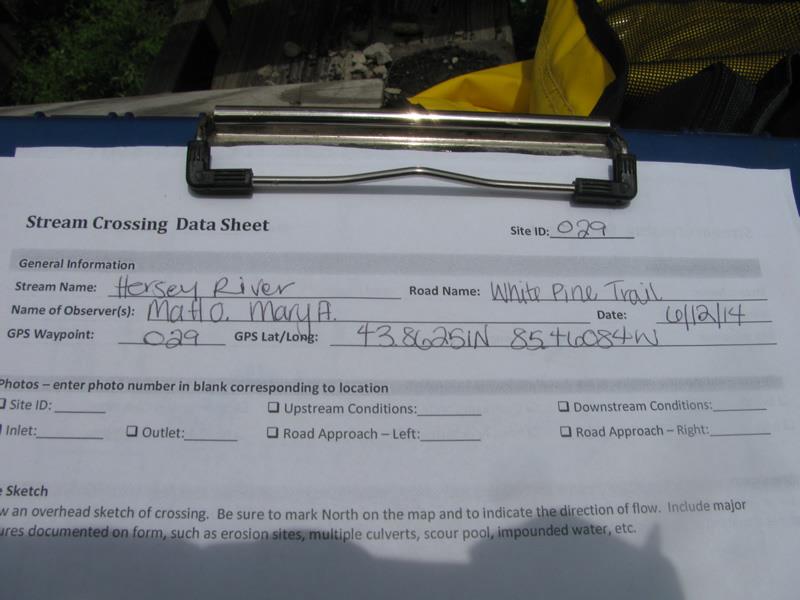 Stream Crossing Data Sheet
Site ID: 029
General Information
Stream Name: Hersey River Road Name: White Pine Trail
Name of Observer(s): Matt O. Mary A. Date: 6/12/14
GPS Waypoint: 029 GPS Lat/Long: 43.86251N 85.46084W
Photos – enter photo number in blank corresponding to location
Site ID: Upstream Conditions: Downstream Conditions:
Inlet: Outlet: Road Approach – Left: Road Approach – Right:
Sketch
w an overhead sketch of crossing. Be sure to mark North on the map and to indicate the direction of flow. Include major
ures documented on form, such as erosion sites, multiple culverts, scour pool, impounded water, etc.